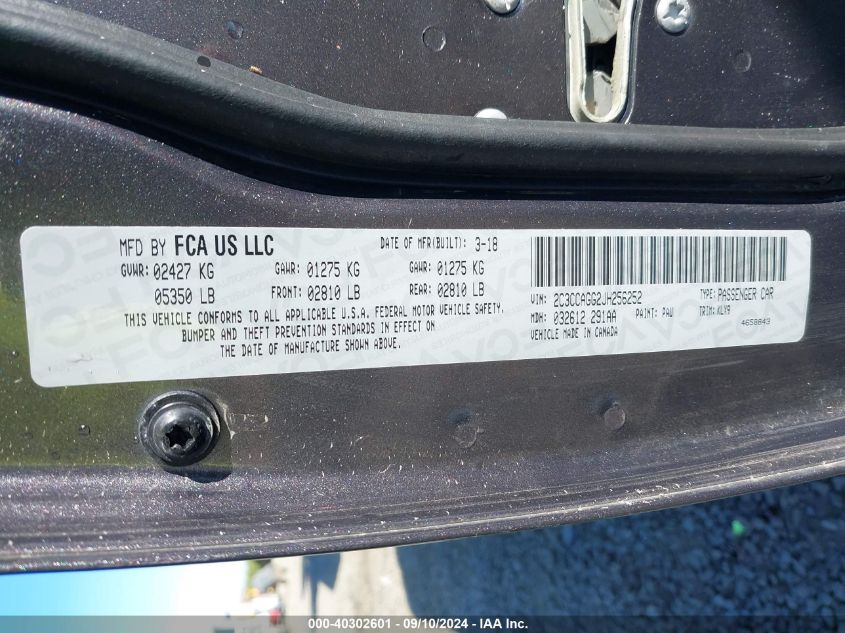 MFD BY FCA US LLC DATE OF MFR(BUILT): 3-18
GVWR: 02427 KG GAWR: 01275 KG GAWR: 01275 KG
05350 LB FRONT: 02810 LB REAR: 02810 LB
THIS VEHICLE CONFORMS TO ALL APPLICABLE U.S.A. FEDERAL MOTOR VEHICLE SAFETY,
BUMPER AND THEFT PREVENTION STANDARDS IN EFFECT ON
THE DATE OF MANUFACTURE SHOWN ABOVE.
VIN: 2C3CCAGG2JH256252 TYPE: PASSENGER CAR
MDH: 032612 291AA PAINT: PAU TRIM: KLX9
VEHICLE MADE IN CANADA 4658843
000-40302601 - 09/10/2024 - IAA Inc.